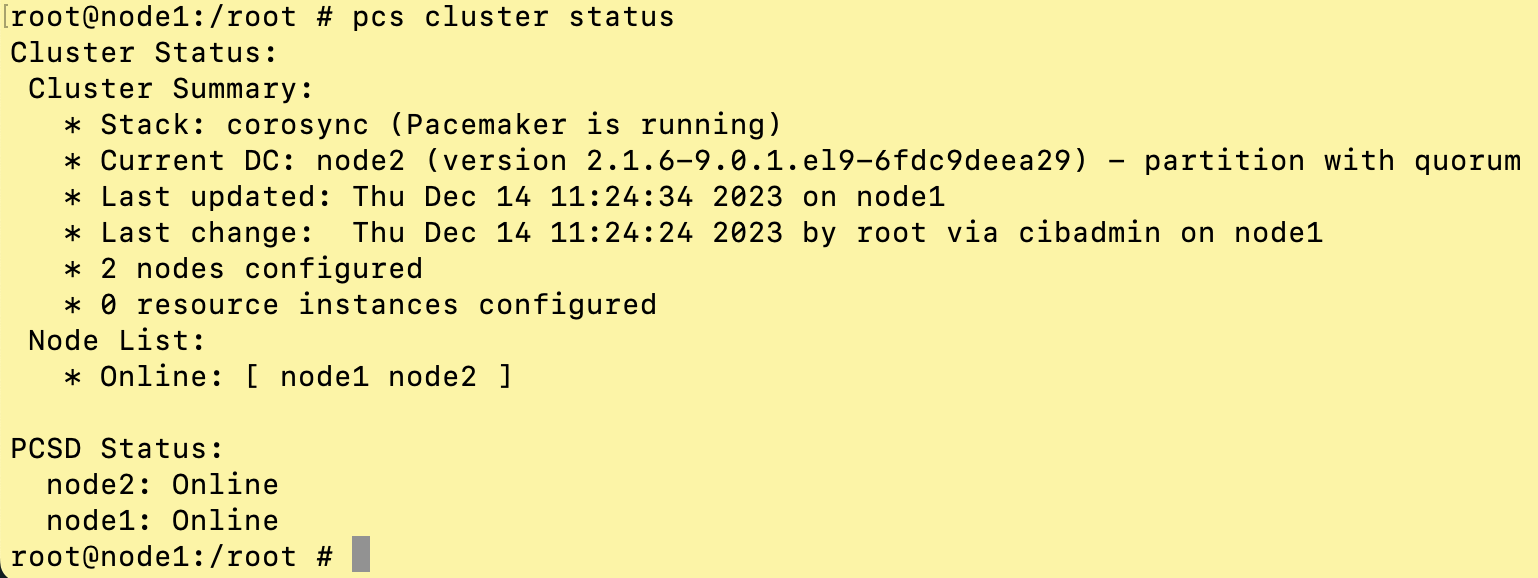 [root@node1:/root # pcs cluster status
Cluster Status:
 Cluster Summary:
   * Stack: corosync (Pacemaker is running)
   * Current DC: node2 (version 2.1.6-9.0.1.el9-6fdc9deea29) - partition with quorum
   * Last updated: Thu Dec 14 11:24:34 2023 on node1
   * Last change:  Thu Dec 14 11:24:24 2023 by root via cibadmin on node1
   * 2 nodes configured
   * 0 resource instances configured
 Node List:
   * Online: [ node1 node2 ]

PCSD Status:
  node2: Online
  node1: Online
root@node1:/root #